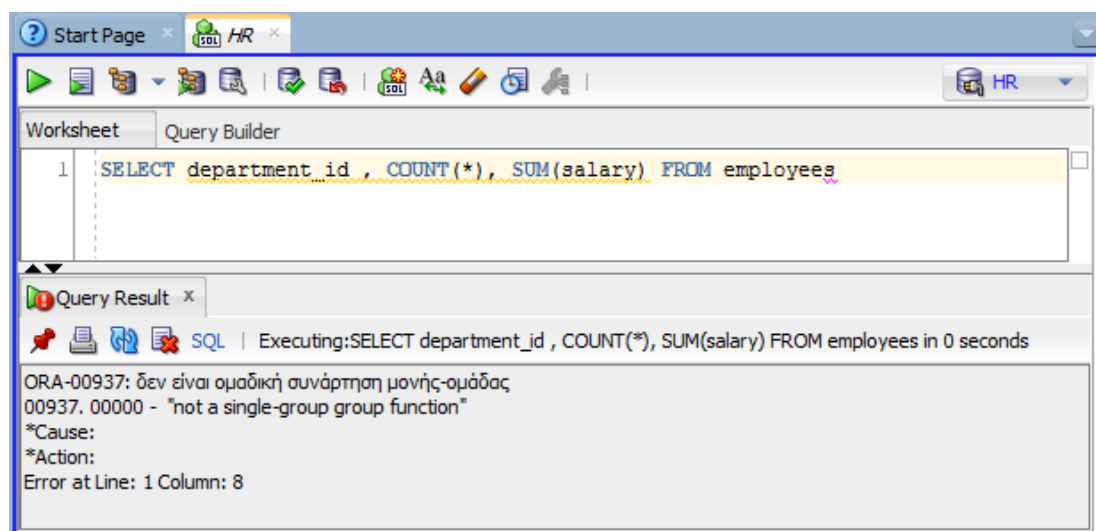 Start Page
HR
HR
Worksheet Query Builder
1 SELECT department_id , COUNT(*), SUM(salary) FROM employees
Query Result
SQL | Executing:SELECT department_id , COUNT(*), SUM(salary) FROM employees in 0 seconds
ORA-00937: δεν είναι ομαδική συνάρτηση μονής-ομάδας
00937. 00000 - "not a single-group group function"
*Cause:
*Action:
Error at Line: 1 Column: 8